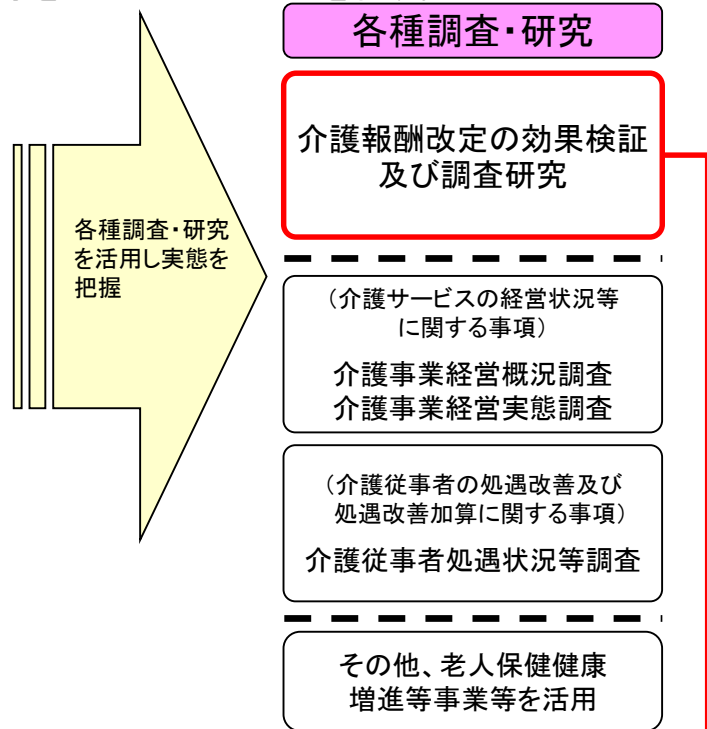 各種調査・研究
介護報酬改定の効果検証
及び調査研究
各種調査・研究
を活用し実態を
把握
（介護サービスの経営状況等
に関する事項）
介護事業経営概況調査
介護事業経営実態調査
（介護従事者の処遇改善及び
処遇改善加算に関する事項）
介護従事者処遇状況等調査
その他、老人保健健康
増進等事業等を活用